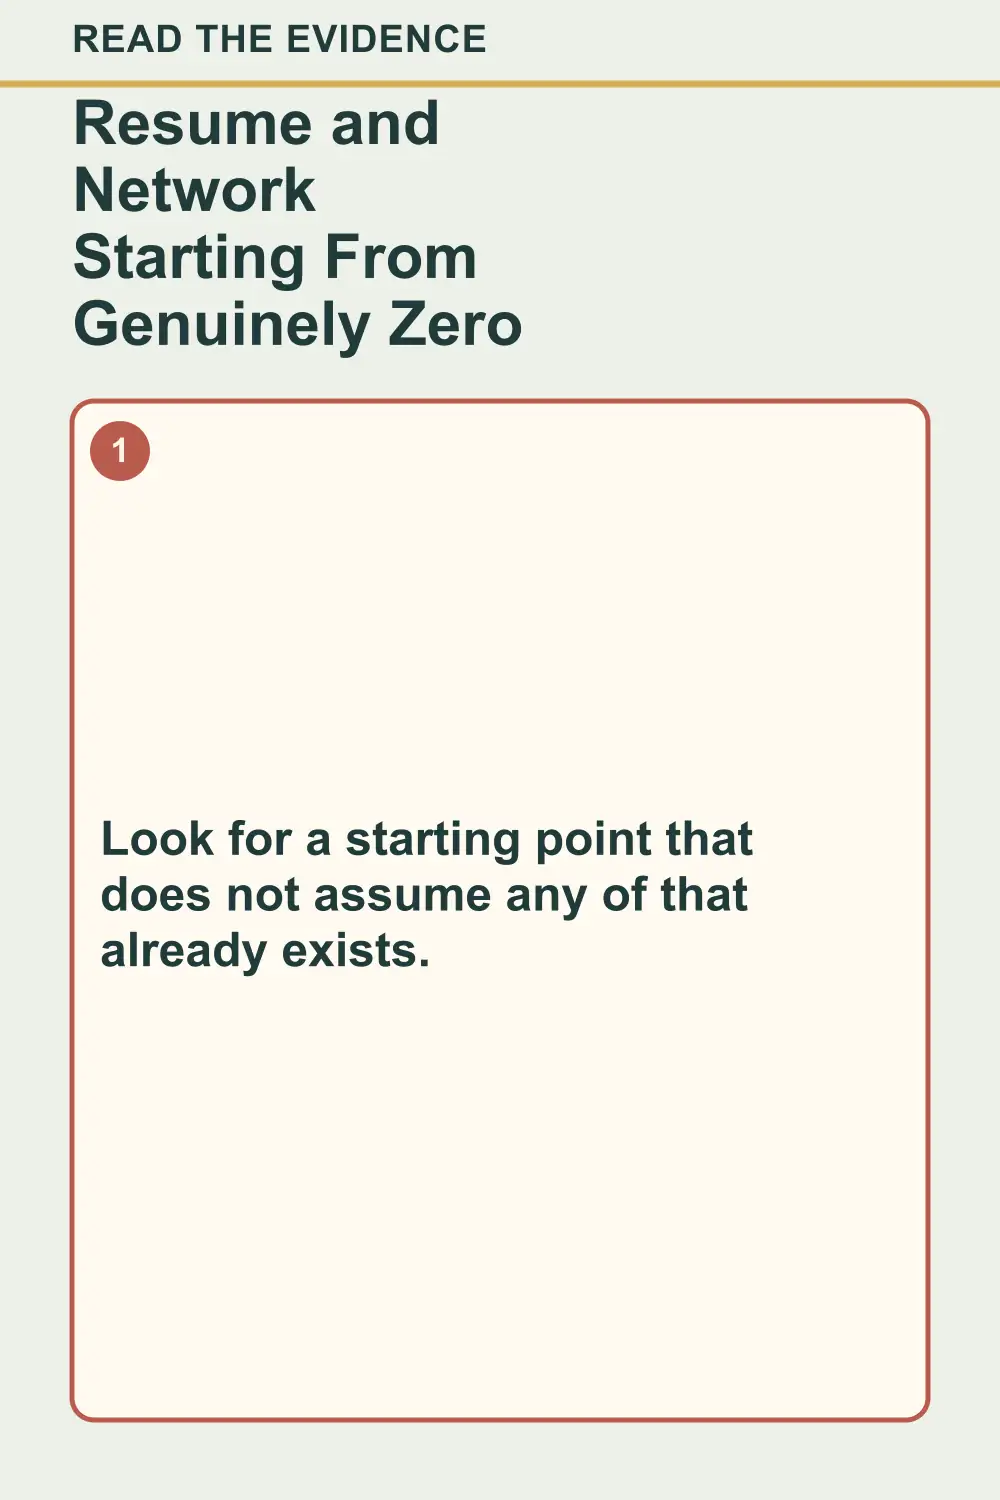 READ THE EVIDENCE
Resume and
Network
Starting From
Genuinely Zero
1
Look for a starting point that
does not assume any of that
already exists.